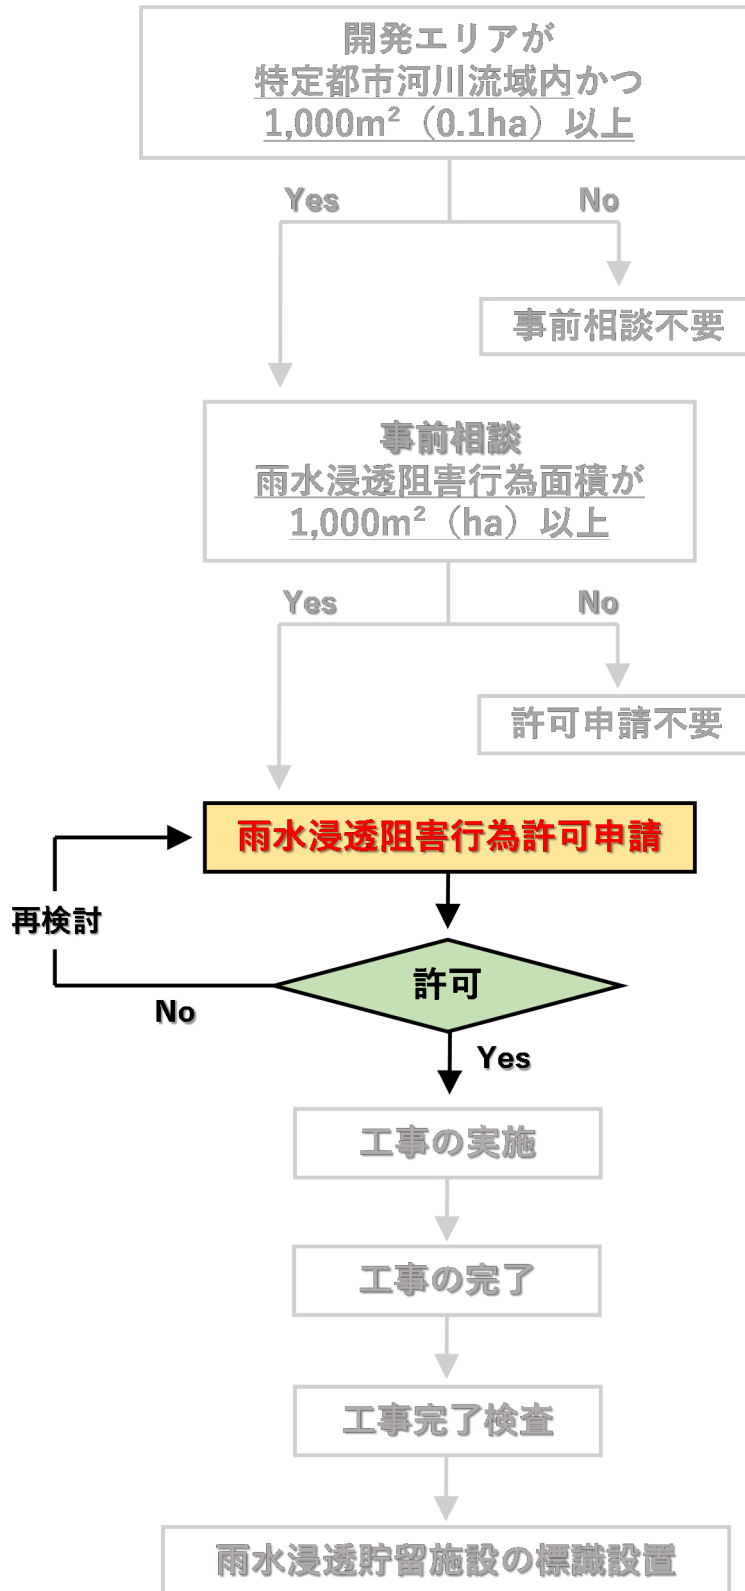 開発エリアが
特定都市河川流域内かつ
1,000m²（0.1ha）以上
Yes
No
事前相談不要
事前相談
雨水浸透阻害行為面積が
1,000m²（ha）以上
Yes
No
許可申請不要
雨水浸透阻害行為許可申請
再検討
許可
No
Yes
工事の実施
工事の完了
工事完了検査
雨水浸透貯留施設の標識設置